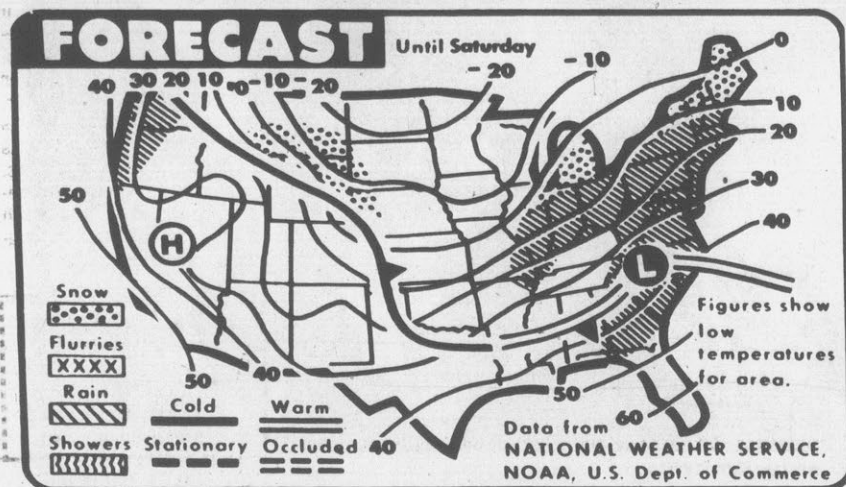 FORECAST
Until Saturday
40 30 20 10 0 -10 -20
-20
-10
0
10
20
30
40
50
H
L
Snow
Flurries
XXXX
Rain
Showers
50
40
Cold
Warm
Stationary
Occluded
40
50
60
Figures show
low
temperatures
for area.
Data from
NATIONAL WEATHER SERVICE,
NOAA, U.S. Dept. of Commerce